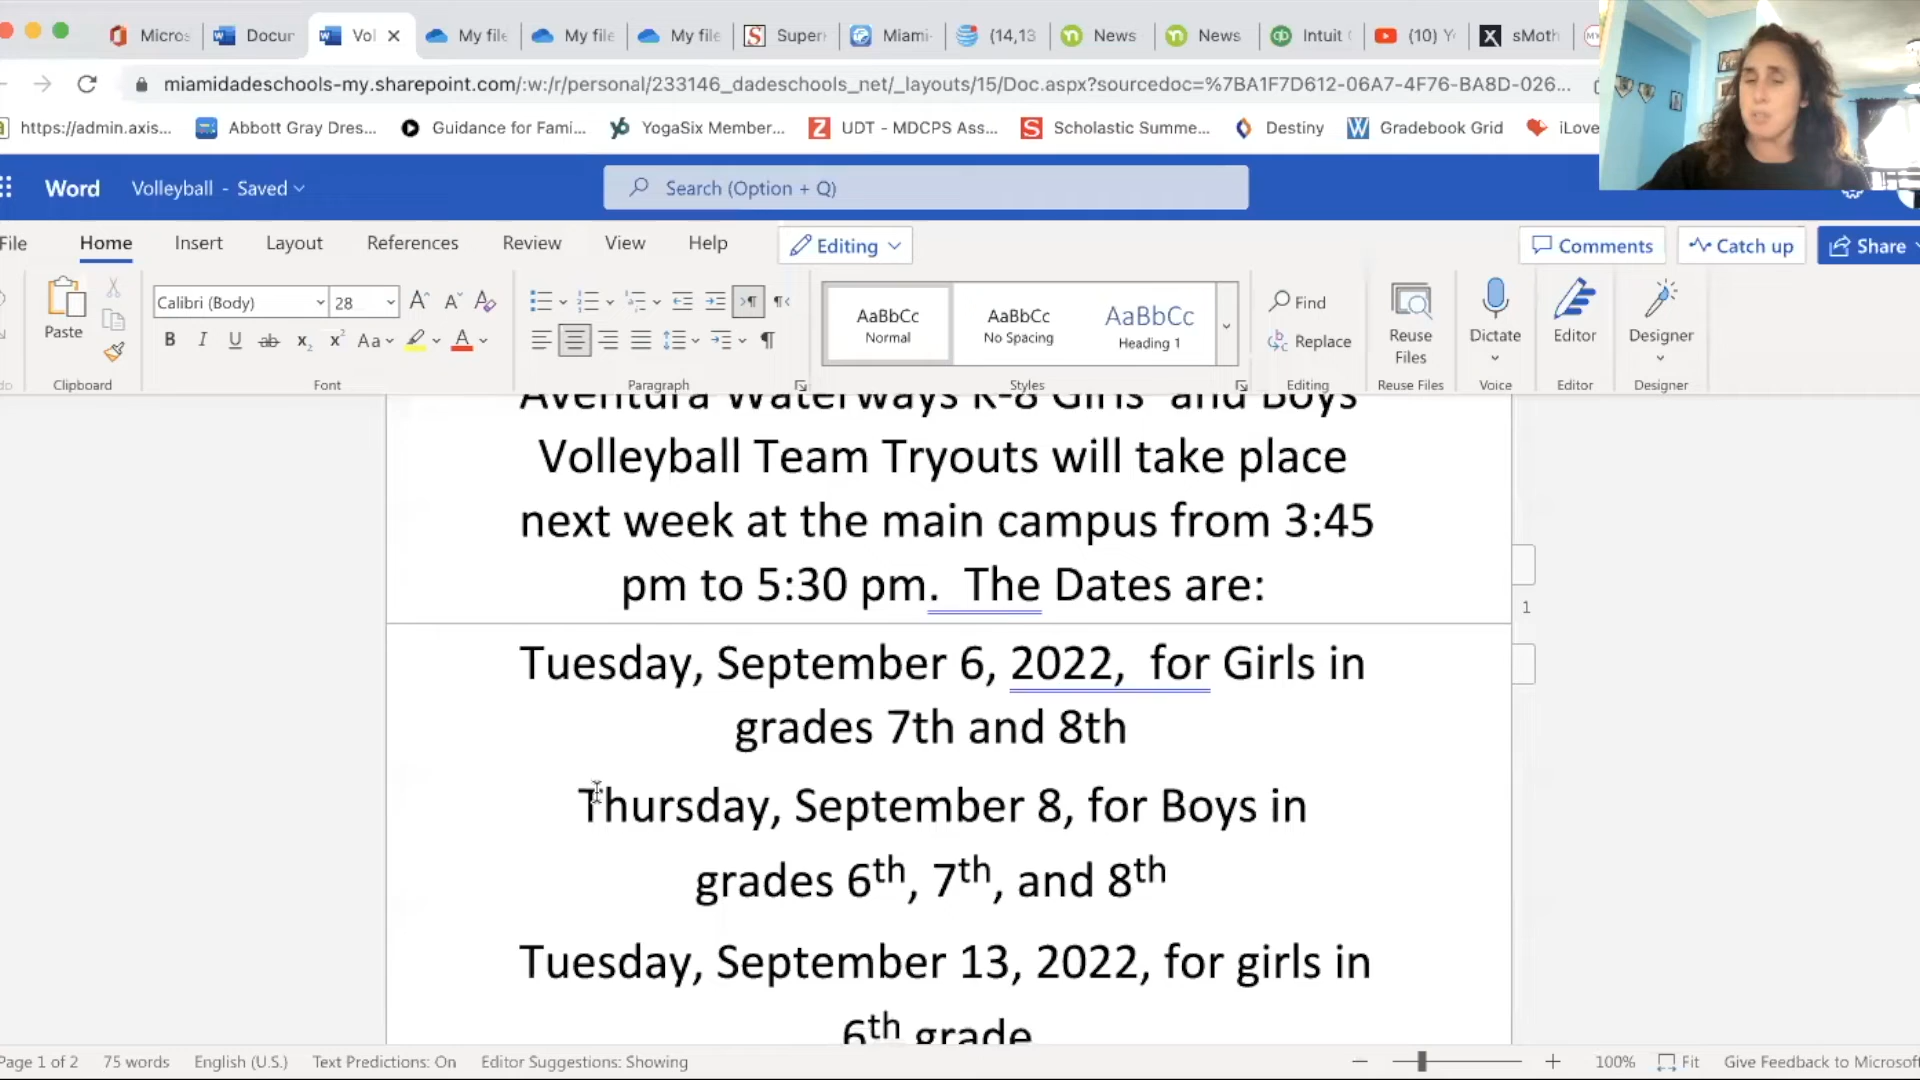 Micros
Docur
Vol
My file
My file
My file
Super
Miami-
(14,13
News
News
Intuit
(10) Y
sMoth
miamidadeschools-my.sharepoint.com/:w:/r/personal/233146_dadeschools_net/_layouts/15/Doc.aspx?sourcedoc=%7BA1F7D612-06A7-4F76-BA8D-026...
https://admin.axis...
Abbott Gray Dres...
Guidance for Fami...
YogaSix Member...
UDT - MDCPS Ass...
Scholastic Summe...
Destiny
Gradebook Grid
iLove
Word
Volleyball - Saved
Search (Option + Q)
File
Home
Insert
Layout
References
Review
View
Help
Editing
Comments
Catch up
Share
Paste
Calibri (Body)
28
AaBbCc
Normal
AaBbCc
No Spacing
AaBbCc
Heading 1
Find
Replace
Reuse
Files
Dictate
Editor
Designer
Clipboard
Font
Paragraph
Styles
Editing
Reuse Files
Voice
Editor
Designer
Aventura Waterways K-8 Girls' and Boys'
Volleyball Team Tryouts will take place
next week at the main campus from 3:45
pm to 5:30 pm.  The Dates are:
Tuesday, September 6, 2022,  for Girls in
grades 7th and 8th
Thursday, September 8, for Boys in
grades 6th, 7th, and 8th
Tuesday, September 13, 2022, for girls in
6th grade
1
Page 1 of 2
75 words
English (U.S.)
Text Predictions: On
Editor Suggestions: Showing
100%
Fit
Give Feedback to Microsoft